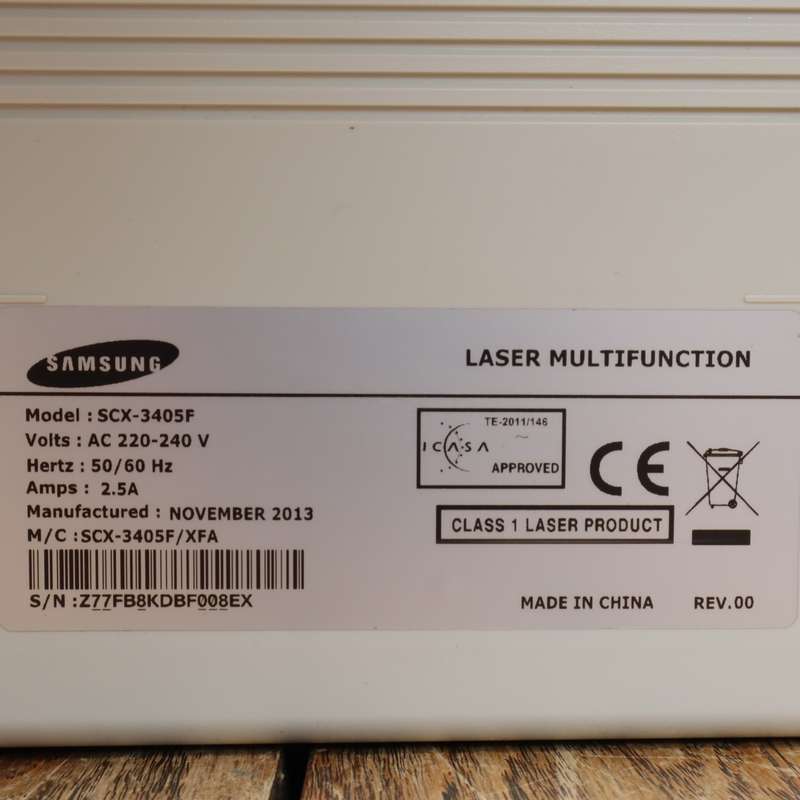 SAMSUNG
LASER MULTIFUNCTION
Model : SCX-3405F
Volts : AC 220-240 V
Hertz : 50/60 Hz
Amps : 2.5A
Manufactured : NOVEMBER 2013
M/C :SCX-3405F/XFA
S/N :Z77FB8KDBF008EX
TE-2011/146
ICASA
APPROVED
CE
CLASS 1 LASER PRODUCT
MADE IN CHINA
REV.00